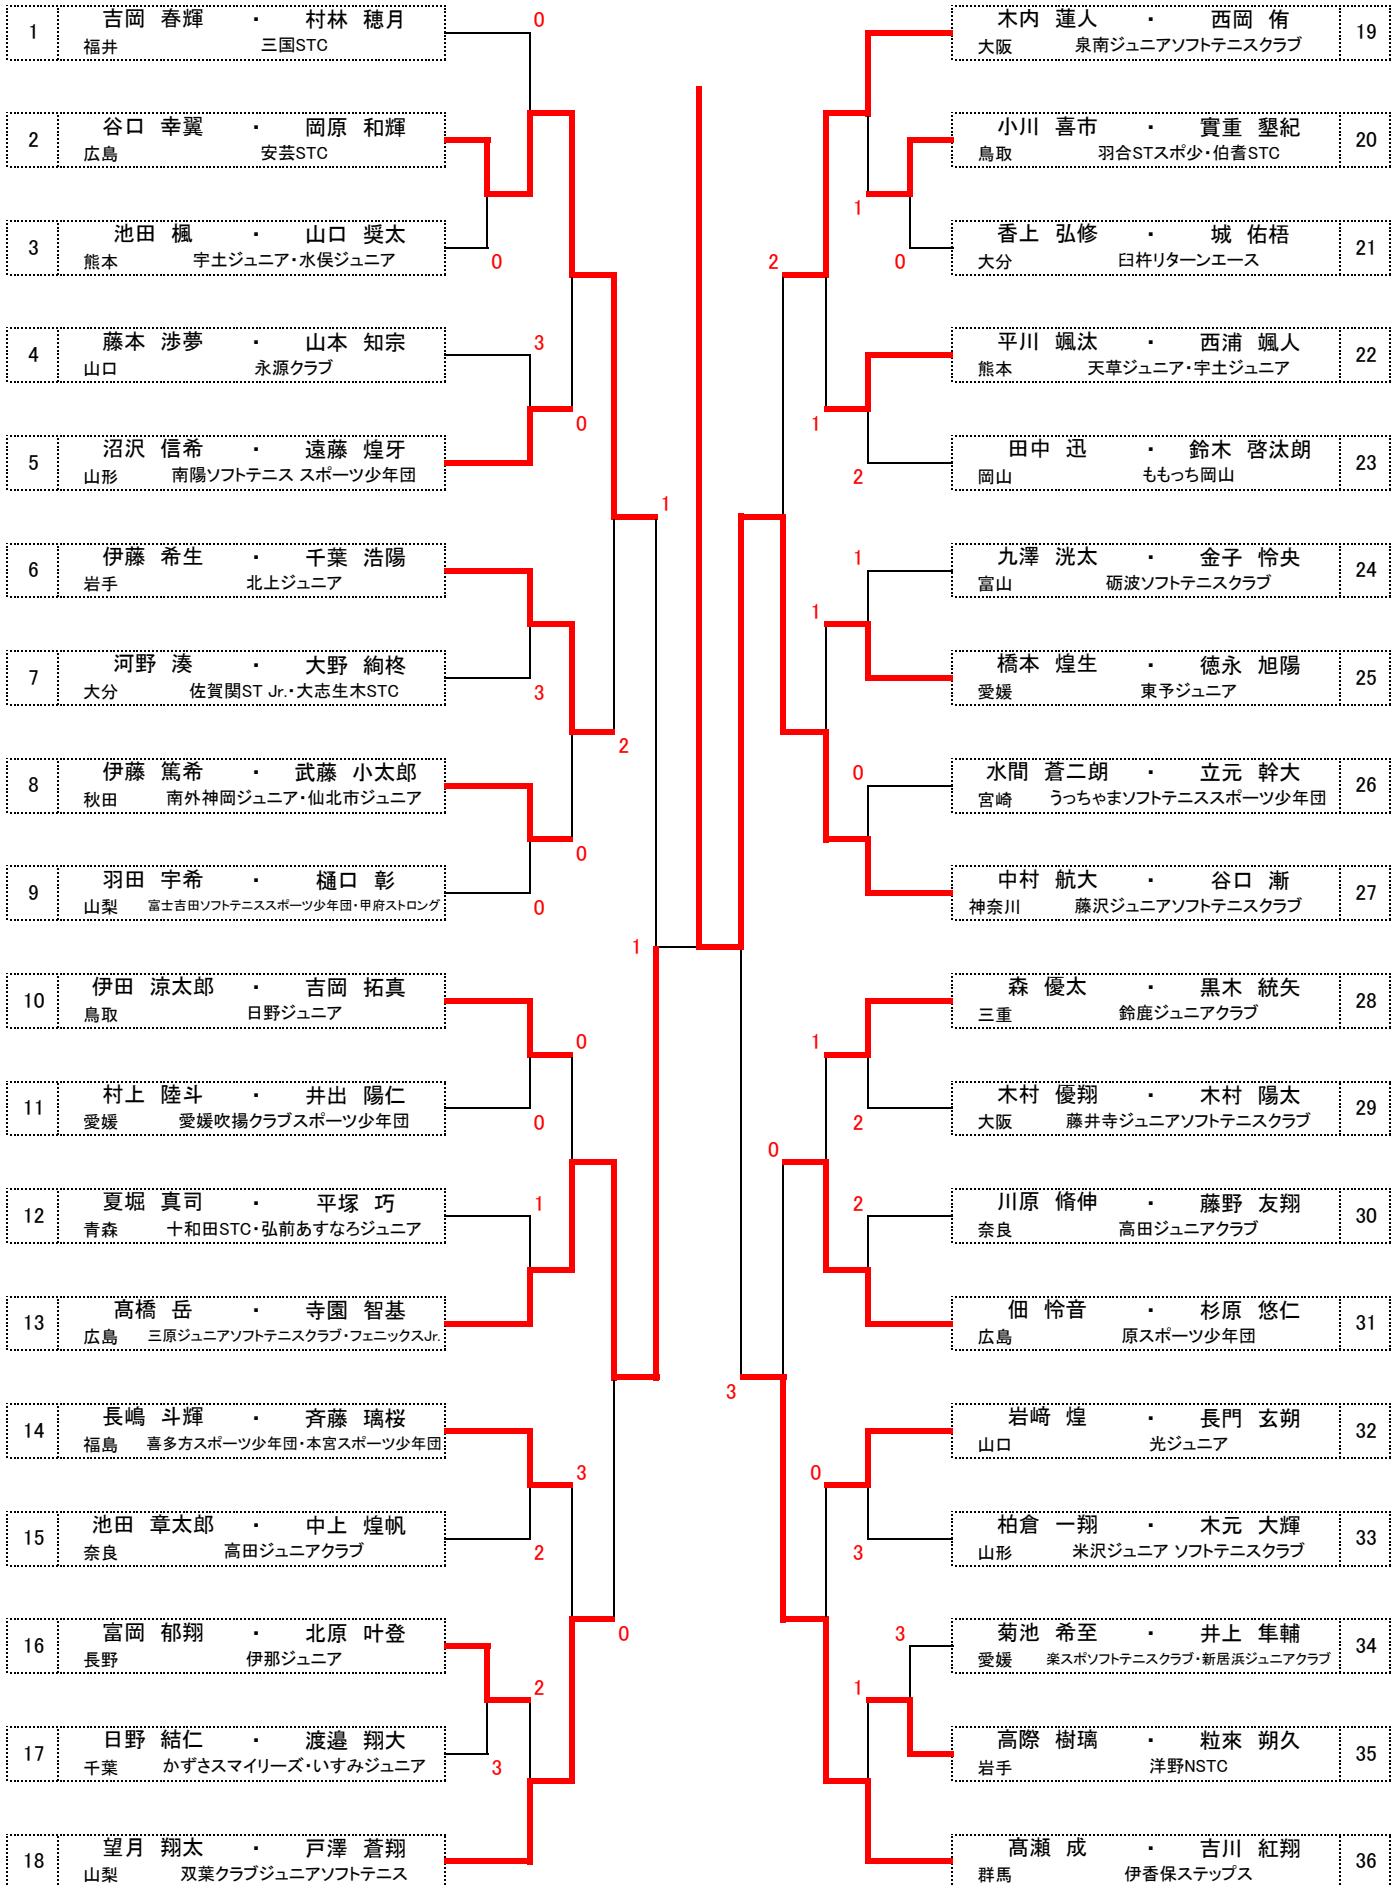 1 吉岡 春輝 ・ 村林 穂月
福井 三国STC
2 谷口 幸翼 ・ 岡原 和輝
広島 安芸STC
3 池田 楓 ・ 山口 奨太
熊本 宇土ジュニア・水俣ジュニア
4 藤本 渉夢 ・ 山本 知宗
山口 永源クラブ
5 沼沢 信希 ・ 遠藤 煌牙
山形 南陽ソフトテニス スポーツ少年団
6 伊藤 希生 ・ 千葉 浩陽
岩手 北上ジュニア
7 河野 湊 ・ 大野 絢柊
大分 佐賀関ST Jr.・大志生木STC
8 伊藤 篤希 ・ 武藤 小太郎
秋田 南外神岡ジュニア・仙北市ジュニア
9 羽田 宇希 ・ 樋口 彰
山梨 富士吉田ソフトテニススポーツ少年団・甲府ストロング
10 伊田 涼太郎 ・ 吉岡 拓真
鳥取 日野ジュニア
11 村上 陸斗 ・ 井出 陽仁
愛媛 愛媛吹揚クラブスポーツ少年団
12 夏堀 真司 ・ 平塚 巧
青森 十和田STC・弘前あすなろジュニア
13 髙橋 岳 ・ 寺園 智基
広島 三原ジュニアソフトテニスクラブ・フェニックスJr.
14 長嶋 斗輝 ・ 斉藤 璃桜
福島 喜多方スポーツ少年団・本宮スポーツ少年団
15 池田 章太郎 ・ 中上 煌帆
奈良 高田ジュニアクラブ
16 富岡 郁翔 ・ 北原 叶登
長野 伊那ジュニア
17 日野 結仁 ・ 渡邉 翔大
千葉 かずさスマイリーズ・いすみジュニア
18 望月 翔太 ・ 戸澤 蒼翔
山梨 双葉クラブジュニアソフトテニス
0
0
3
0
1
3
2
0
0
1
0
0
1
3
2
0
2
3
木内 蓮人 ・ 西岡 侑 19
大阪 泉南ジュニアソフトテニスクラブ
小川 喜市 ・ 實重 墾紀 20
鳥取 羽合STスポ少・伯耆STC
香上 弘修 ・ 城 佑梧 21
大分 臼杵リターンエース
平川 颯汰 ・ 西浦 颯人 22
熊本 天草ジュニア・宇土ジュニア
田中 迅 ・ 鈴木 啓汰朗 23
岡山 ももっち岡山
九澤 洸太 ・ 金子 怜央 24
富山 砺波ソフトテニスクラブ
橋本 煌生 ・ 徳永 旭陽 25
愛媛 東予ジュニア
水間 蒼二朗 ・ 立元 幹大 26
宮崎 うっちゃまソフトテニススポーツ少年団
中村 航大 ・ 谷口 漸 27
神奈川 藤沢ジュニアソフトテニスクラブ
森 優太 ・ 黒木 統矢 28
三重 鈴鹿ジュニアクラブ
木村 優翔 ・ 木村 陽太 29
大阪 藤井寺ジュニアソフトテニスクラブ
川原 脩伸 ・ 藤野 友翔 30
奈良 高田ジュニアクラブ
佃 怜音 ・ 杉原 悠仁 31
広島 原スポーツ少年団
岩﨑 煌 ・ 長門 玄朔 32
山口 光ジュニア
柏倉 一翔 ・ 木元 大輝 33
山形 米沢ジュニア ソフトテニスクラブ
菊池 希至 ・ 井上 隼輔 34
愛媛 楽スポソフトテニスクラブ・新居浜ジュニアクラブ
高際 樹璃 ・ 粒來 朔久 35
岩手 洋野NSTC
髙瀬 成 ・ 吉川 紅翔 36
群馬 伊香保ステップス
1
2
0
1
2
1
1
0
1
2
0
2
3
0
3
3
1